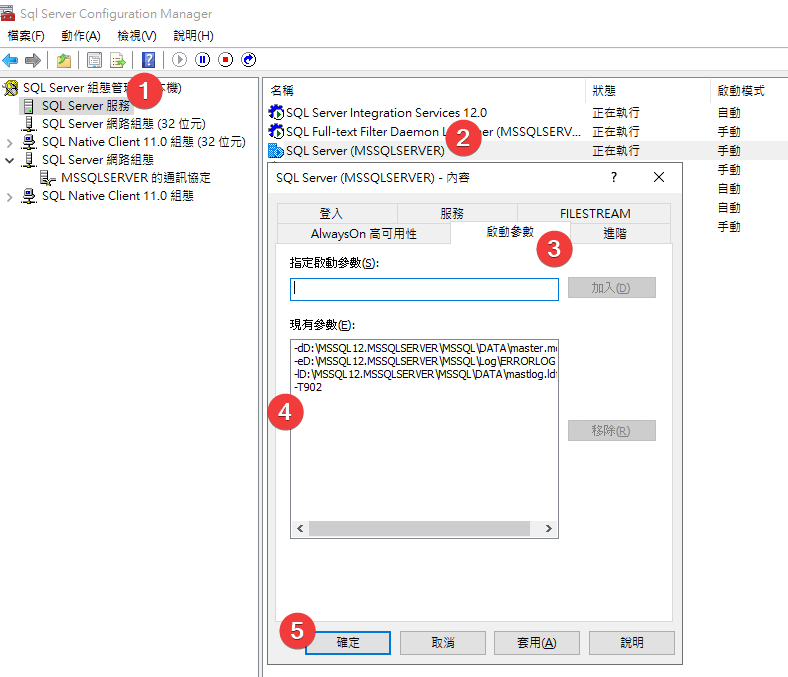 Sql Server Configuration Manager
檔案(F) 動作(A) 檢視(V) 說明(H)
SQL Server 組態管理 本機)
1
SQL Server 服務
SQL Server 網路組態 (32 位元)
SQL Native Client 11.0 組態 (32 位元)
SQL Server 網路組態
MSSQLSERVER 的通訊協定
SQL Native Client 11.0 組態
名稱 狀態 啟動模式
SQL Server Integration Services 12.0 正在執行 自動
SQL Full-text Filter Daemon L her (MSSQLSERV... 正在執行 手動
2
SQL Server (MSSQLSERVER) 正在執行 手動
手動
自動
自動
手動
SQL Server (MSSQLSERVER) - 內容 ?
登入 服務 FILESTREAM
AlwaysOn 高可用性 啟動參數 進階
3
指定啟動參數(S):
加入(D)
現有參數(E):
-dD:\MSSQL12.MSSQLSERVER\MSSQL\DATA\master.m
-eD:\MSSQL12.MSSQLSERVER\MSSQL\Log\ERRORLOG
-lD:\MSSQL12.MSSQLSERVER\MSSQL\DATA\mastlog.ld
-T902
4
移除(R)
5
確定 取消 套用(A) 說明